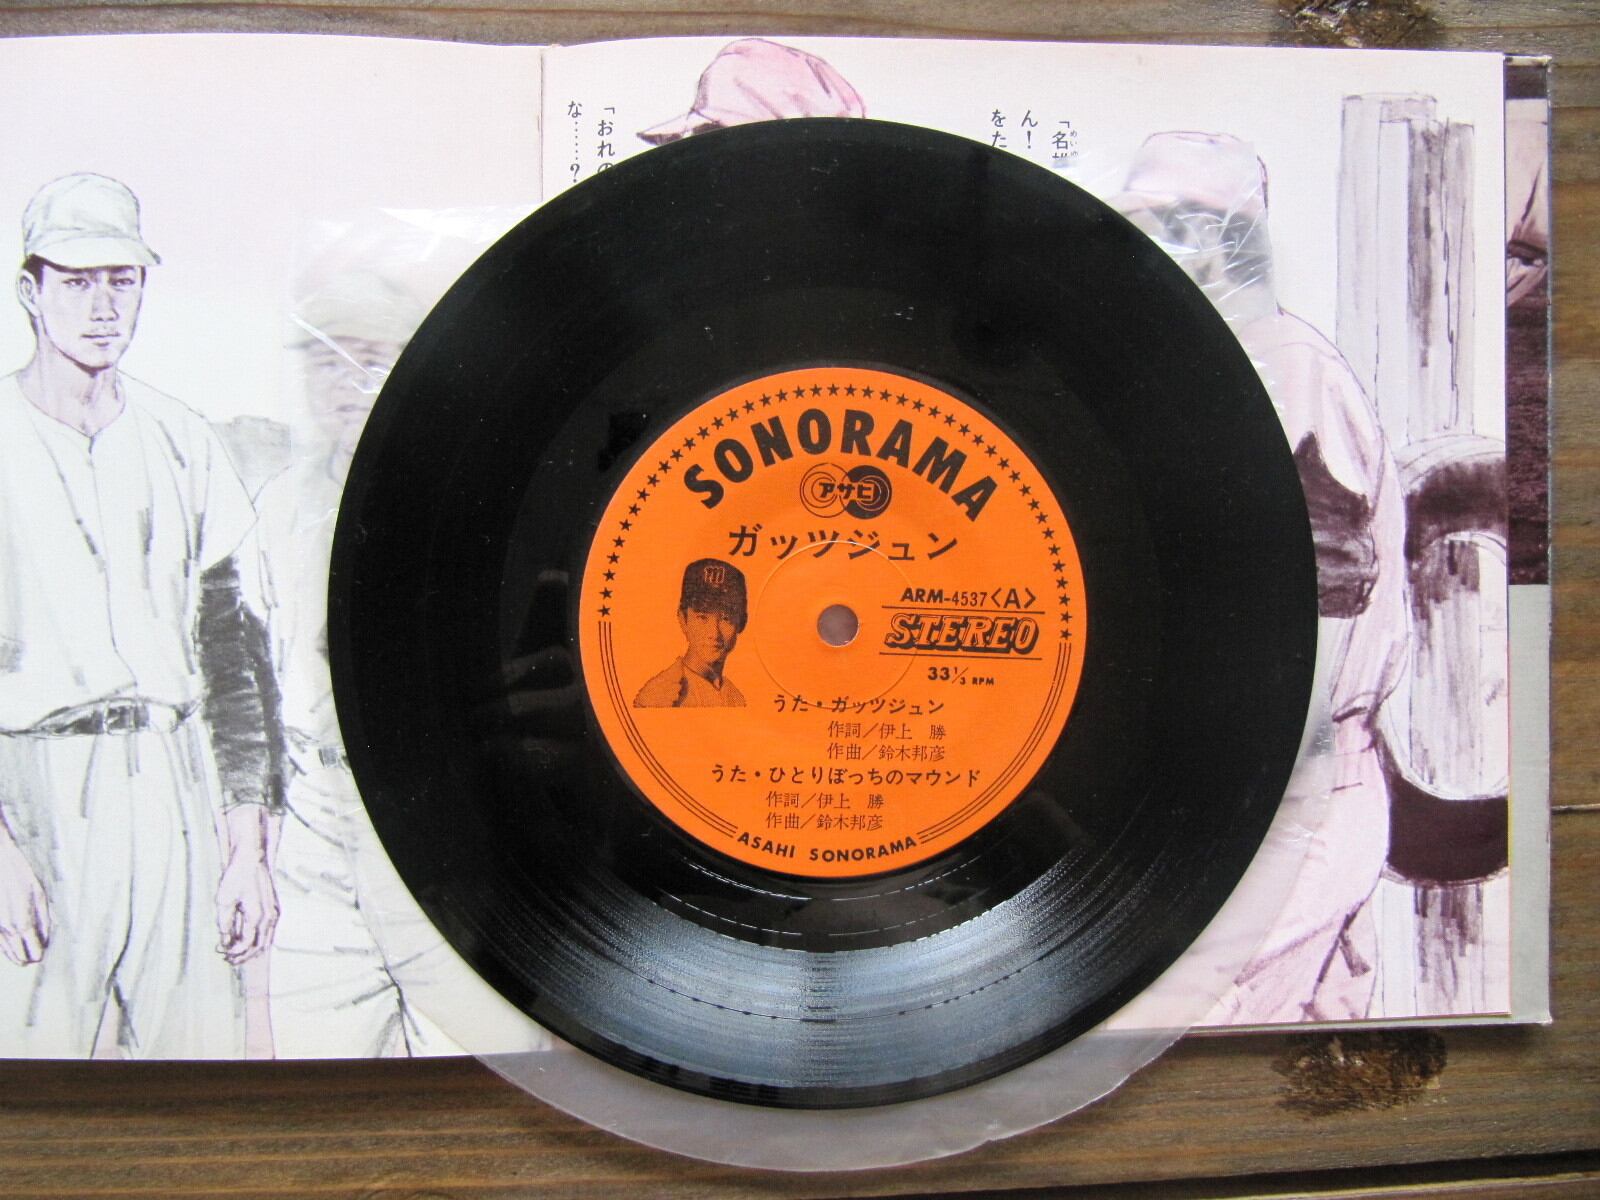 「名
ん!
をた
「おれの
な……?
SONORAMA
アサヒ
ガッツジュン
ARM-4537〈A〉
STEREO
33⅓ RPM
うた・ガッツジュン
作詞/伊上 勝
作曲/鈴木邦彦
うた・ひとりぼっちのマウンド
作詞/伊上 勝
作曲/鈴木邦彦
ASAHI SONORAMA